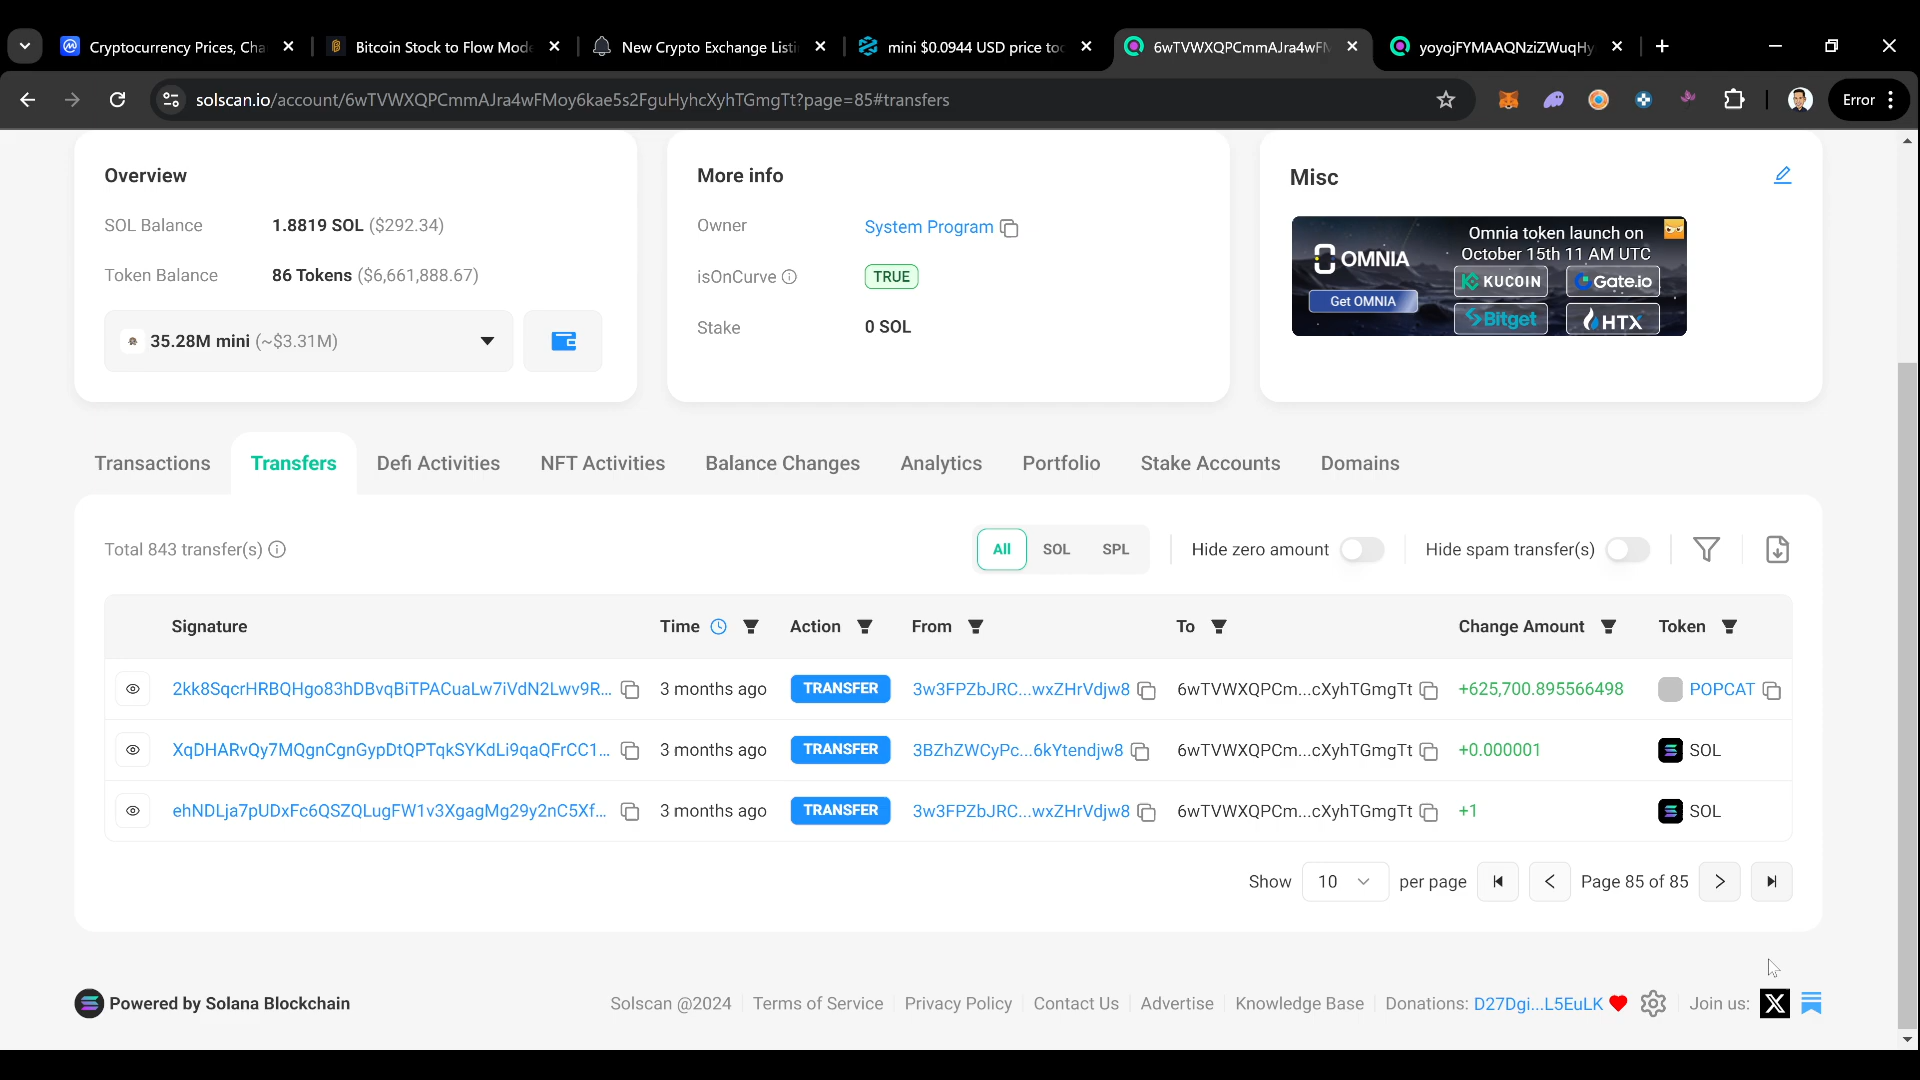 Cryptocurrency Prices, Cha
Bitcoin Stock to Flow Mode
New Crypto Exchange Listi
mini $0.0944 USD price too
6wTVWXQPCmmAJra4wFM
yoyojFYMAAQNziZWuqHy
solscan.io/account/6wTVWXQPCmmAJra4wFMoy6kae5s2FguHyhcXyhTGmgTt?page=85#transfers
Error
Overview
SOL Balance 1.8819 SOL ($292.34)
Token Balance 86 Tokens ($6,661,888.67)
35.28M mini (~$3.31M)
More info
Owner System Program
isOnCurve TRUE
Stake 0 SOL
Misc
OMNIA
Get OMNIA
Omnia token launch on
October 15th 11 AM UTC
KUCOIN Gate.io
Bitget HTX
Transactions Transfers Defi Activities NFT Activities Balance Changes Analytics Portfolio Stake Accounts Domains
Total 843 transfer(s) All SOL SPL Hide zero amount Hide spam transfer(s)
Signature Time Action From To Change Amount Token
2kk8SqcrHRBQHgo83hDBvqBiTPACuaLw7iVdN2Lwv9R... 3 months ago TRANSFER 3w3FPZbJRC...wxZHrVdjw8 6wTVWXQPCm...cXyhTGmgTt +625,700.895566498 POPCAT
XqDHARvQy7MQgnCgnGypDtQPTqkSYKdLi9qaQFrCC1... 3 months ago TRANSFER 3BZhZWCyPc...6kYtendjw8 6wTVWXQPCm...cXyhTGmgTt +0.000001 SOL
ehNDLja7pUDxFc6QSZQLugFW1v3XgagMg29y2nC5Xf... 3 months ago TRANSFER 3w3FPZbJRC...wxZHrVdjw8 6wTVWXQPCm...cXyhTGmgTt +1 SOL
Show 10 per page Page 85 of 85
Powered by Solana Blockchain
Solscan @2024 Terms of Service Privacy Policy Contact Us Advertise Knowledge Base Donations: D27Dgi...L5EuLK Join us: